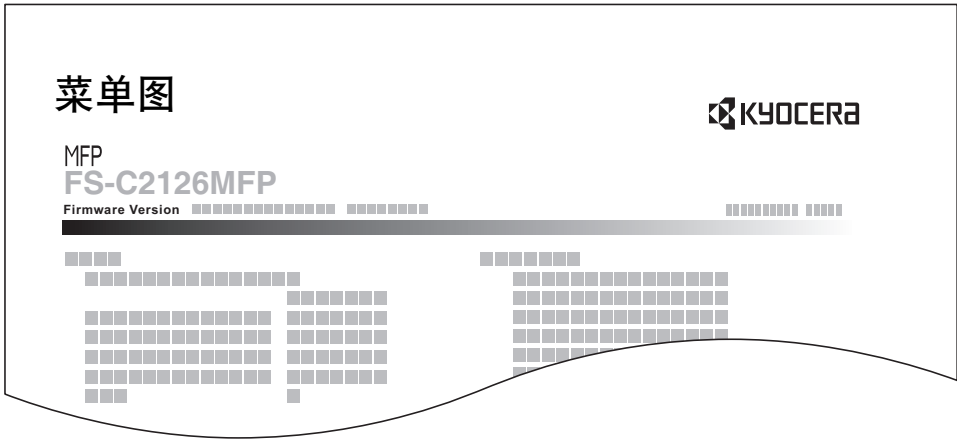 菜单图
KYOCERA
MFP
FS-C2126MFP
Firmware Version